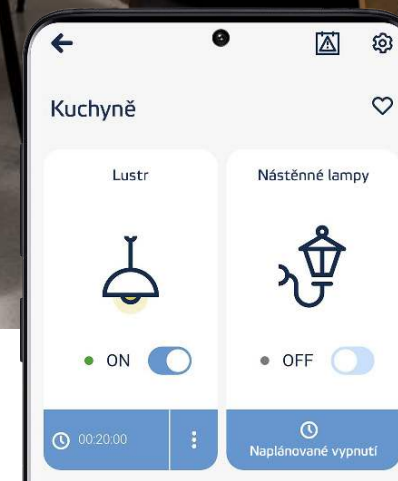 Kuchyně
Lustr
Nástěnné lampy
ON
OFF
00:20:00
Naplánované vypnutí